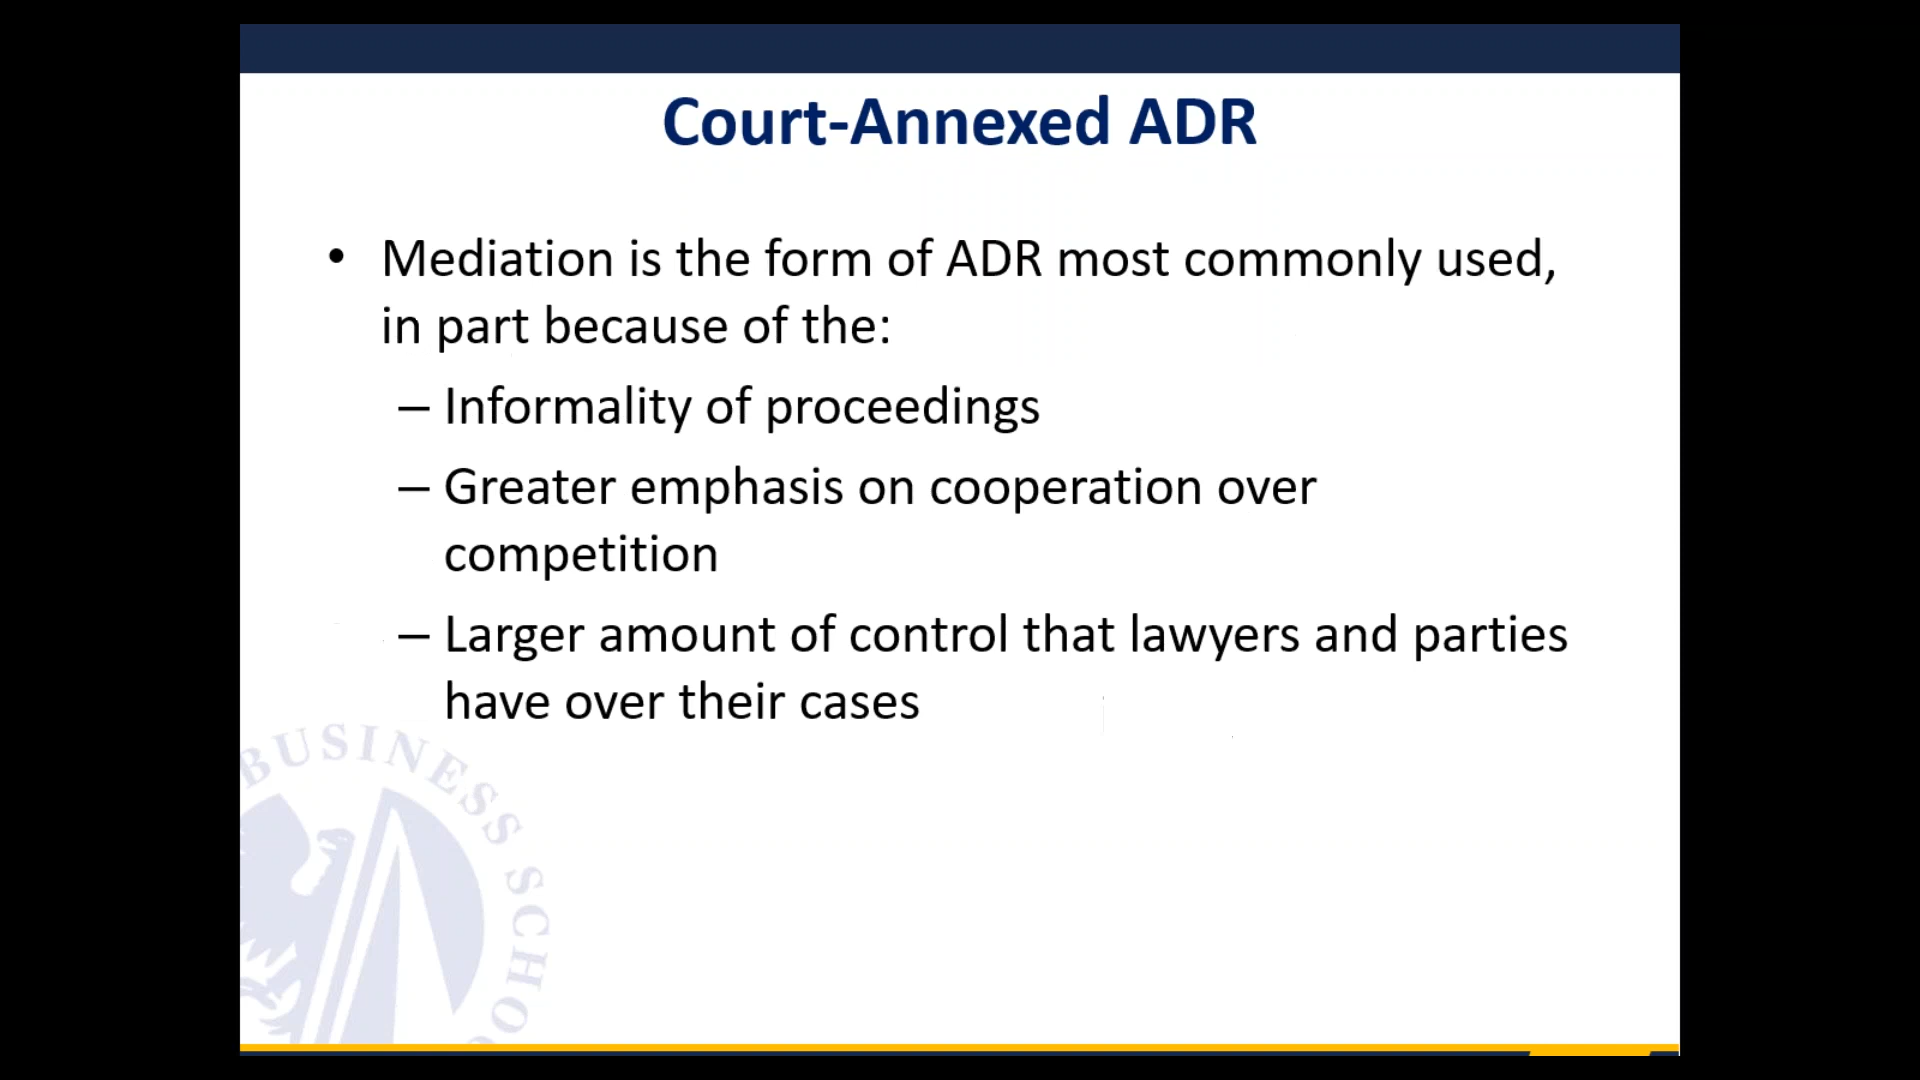 Court-Annexed ADR
• Mediation is the form of ADR most commonly used,
in part because of the:
– Informality of proceedings
– Greater emphasis on cooperation over
competition
– Larger amount of control that lawyers and parties
have over their cases
BUSINESS SCHO